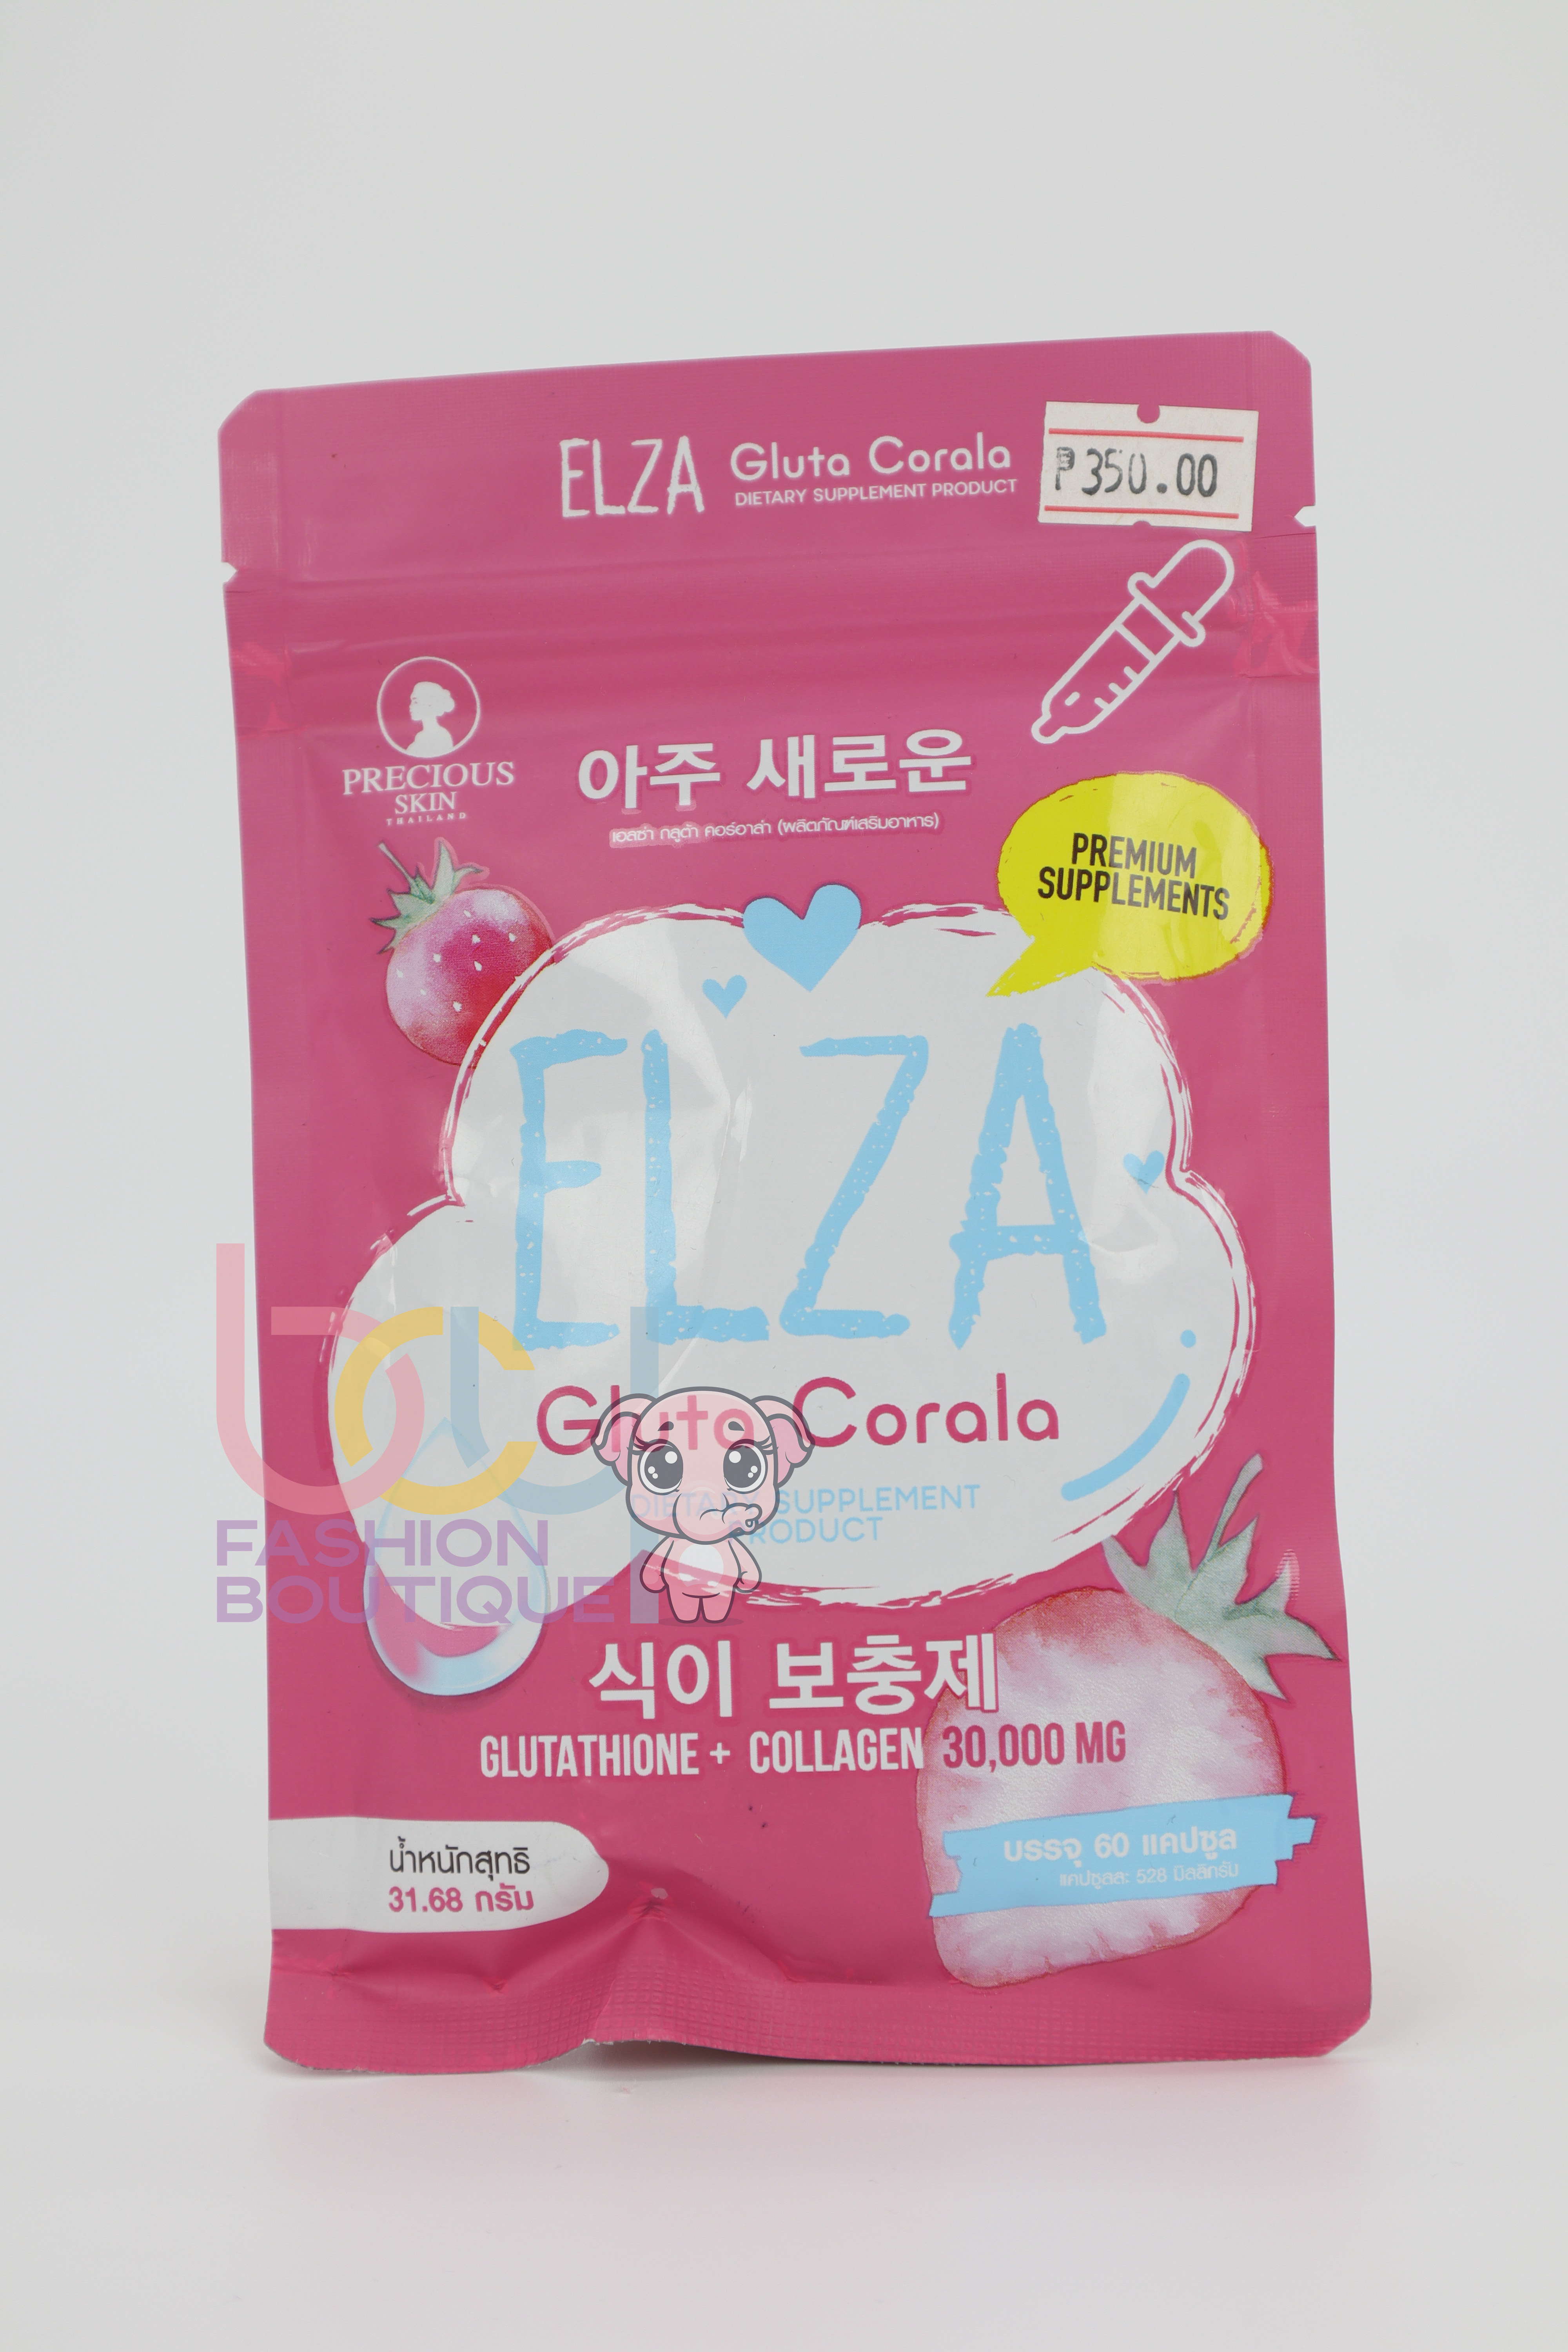 ELZA Gluta Corala
DIETARY SUPPLEMENT PRODUCT
₱350.00
PRECIOUS
SKIN
THAILAND
아주 새로운
เอลซ่า กลูต้า คอร์อาล่า (ผลิตภัณฑ์เสริมอาหาร)
PREMIUM
SUPPLEMENTS
ELZA
Gluta Corala
DIETARY SUPPLEMENT
PRODUCT
bcd
FASHION
BOUTIQUE
식이 보충제
GLUTATHIONE + COLLAGEN 30,000 MG
น้ำหนักสุทธิ
31.68 กรัม
บรรจุ 60 แคปซูล
แคปซูลละ 528 มิลลิกรัม